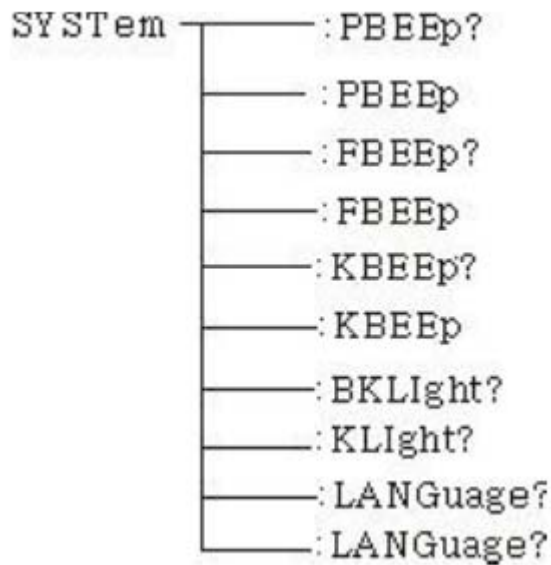 SYSTem :PBEEp?
:PBEEp
:FBEEp?
:FBEEp
:KBEEp?
:KBEEp
:BKLIght?
:KLIght?
:LANGuage?
:LANGuage?